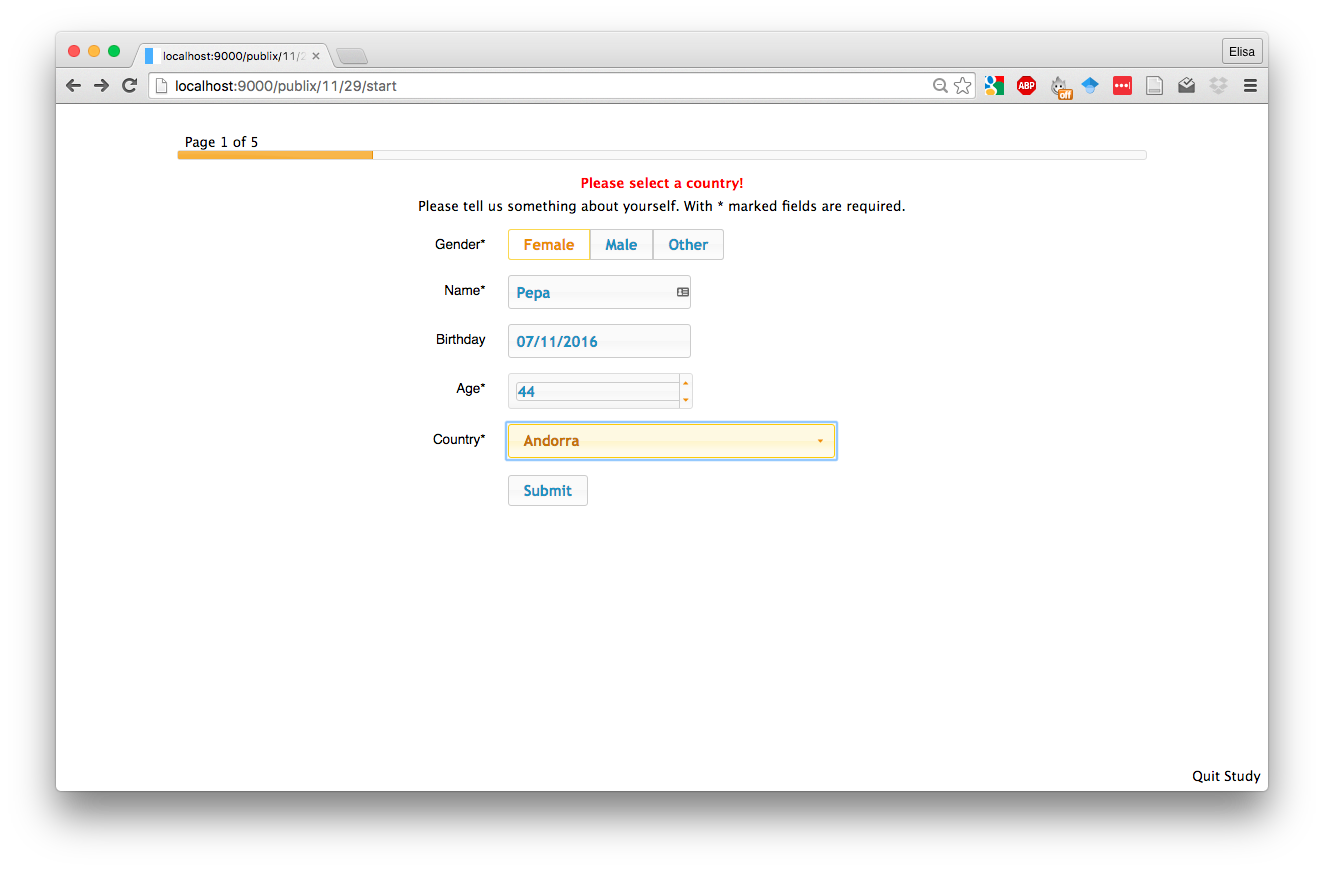 localhost:9000/publix/11/2
Elisa
localhost:9000/publix/11/29/start
ABP
off
Page 1 of 5
Please select a country!
Please tell us something about yourself. With * marked fields are required.
Gender* Female Male Other
Name* Pepa
Birthday 07/11/2016
Age* 44
Country* Andorra
Submit
Quit Study